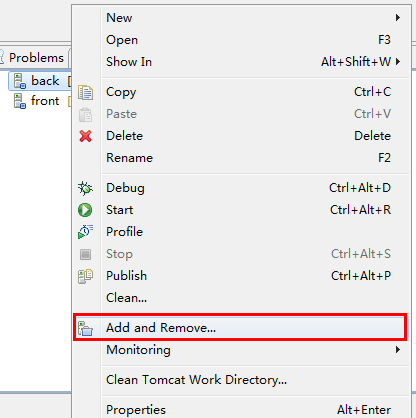 New
Open F3
Problems
Show In Alt+Shift+W
back
front
Copy Ctrl+C
Paste Ctrl+V
Delete Delete
Rename F2
Debug Ctrl+Alt+D
Start Ctrl+Alt+R
Profile
Stop Ctrl+Alt+S
Publish Ctrl+Alt+P
Clean...
Add and Remove...
Monitoring
Clean Tomcat Work Directory...
Properties Alt+Enter